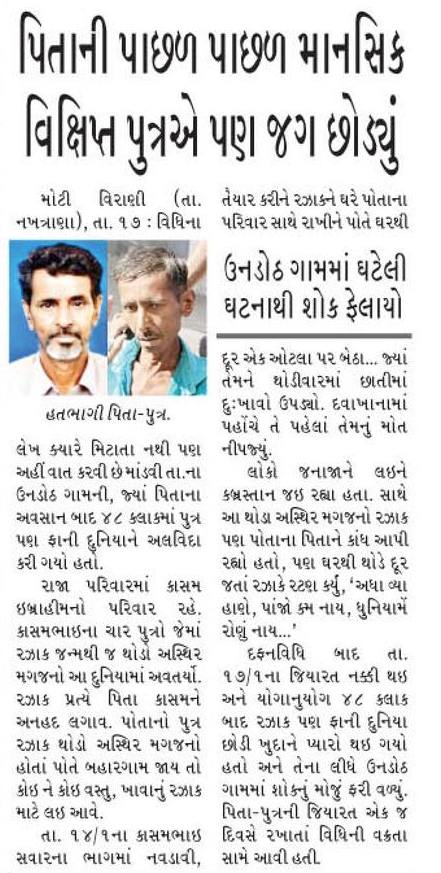 પિતાની પાછળ પાછળ માનસિક
વિક્ષિપ્ત પુત્રએ પણ જગ છોડ્યું
મોટી વિરાણી (તા.
નખત્રાણા), તા. ૧૭ : વિધિના
હતભાગી પિતા-પુત્ર.
લેખ ક્યારે મિટાતા નથી પણ
અહીં વાત કરવી છે માંડવી તા.ના
ઉનડોઠ ગામની, જ્યાં પિતાના
અવસાન બાદ ૪૮ કલાકમાં પુત્ર
પણ ફાની દુનિયાને અલવિદા
કરી ગયો હતો.
રાજા પરિવારમાં કાસમ
ઇબ્રાહીમનો પરિવાર રહે.
કાસમભાઇના ચાર પુત્રો જેમાં
રઝાક જન્મથી જ થોડો અસ્થિર
મગજનો આ દુનિયામાં અવતર્યો.
રઝાક પ્રત્યે પિતા કાસમને
અનહદ લગાવ. પોતાનો પુત્ર
રઝાક થોડો અસ્થિર મગજનો
હોતાં પોતે બહારગામ જાય તો
કોઇ ને કોઇ વસ્તુ, ખાવાનું રઝાક
માટે લઇ આવે.
તા. ૧૪/૧ના કાસમભાઇ
સવારના ભાગમાં નવડાવી,
તૈયાર કરીને રઝાકને ઘરે પોતાના
પરિવાર સાથે રાખીને પોતે ઘરથી
ઉનડોઠ ગામમાં ઘટેલી
ઘટનાથી શોક ફેલાયો
દૂર એક ઓટલા પર બેઠા... જ્યાં
તેમને થોડીવારમાં છાતીમાં
દુઃખાવો ઉપડ્યો. દવાખાનામાં
પહોંચે તે પહેલાં તેમનું મોત
નીપજ્યું.
લોકો જનાજાને લઇને
કબ્રસ્તાન જઇ રહ્યા હતા. સાથે
આ થોડા અસ્થિર મગજનો રઝાક
પણ પોતાના પિતાને કાંધ આપી
રહ્યો હતો, પણ ઘરથી થોડે દૂર
જતાં રઝાકે રટણ કર્યું, ‘અધા વ્યા
હાણે, પાંજો કમ નાય, ધુનિયામેં
રોણું નાય...’
દફનવિધિ બાદ તા.
૧૭/૧ના જિયારત નક્કી થઇ
અને યોગાનુયોગ ૪૮ કલાક
બાદ રઝાક પણ ફાની દુનિયા
છોડી ખુદાને પ્યારો થઇ ગયો
હતો અને તેના લીધે ઉનડોઠ
ગામમાં શોકનું મોજું ફરી વળ્યું.
પિતા-પુત્રની જિયારત એક જ
દિવસે રખાતાં વિધિની વક્રતા
સામે આવી હતી.